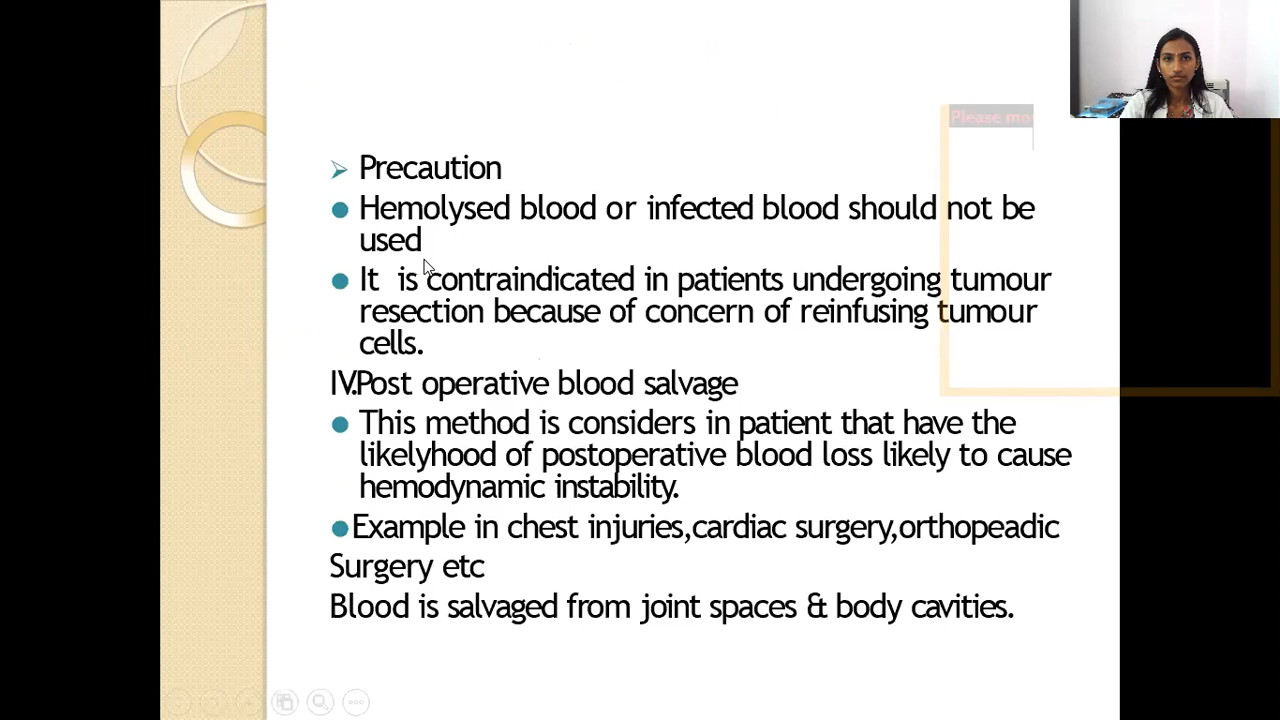 Please mo
Precaution
Hemolysed blood or infected blood should not be
used
It is contraindicated in patients undergoing tumour
resection because of concern of reinfusing tumour
cells.
IV.Post operative blood salvage
This method is considers in patient that have the
likelyhood of postoperative blood loss likely to cause
hemodynamic instability.
Example in chest injuries,cardiac surgery,orthopeadic
Surgery etc
Blood is salvaged from joint spaces & body cavities.